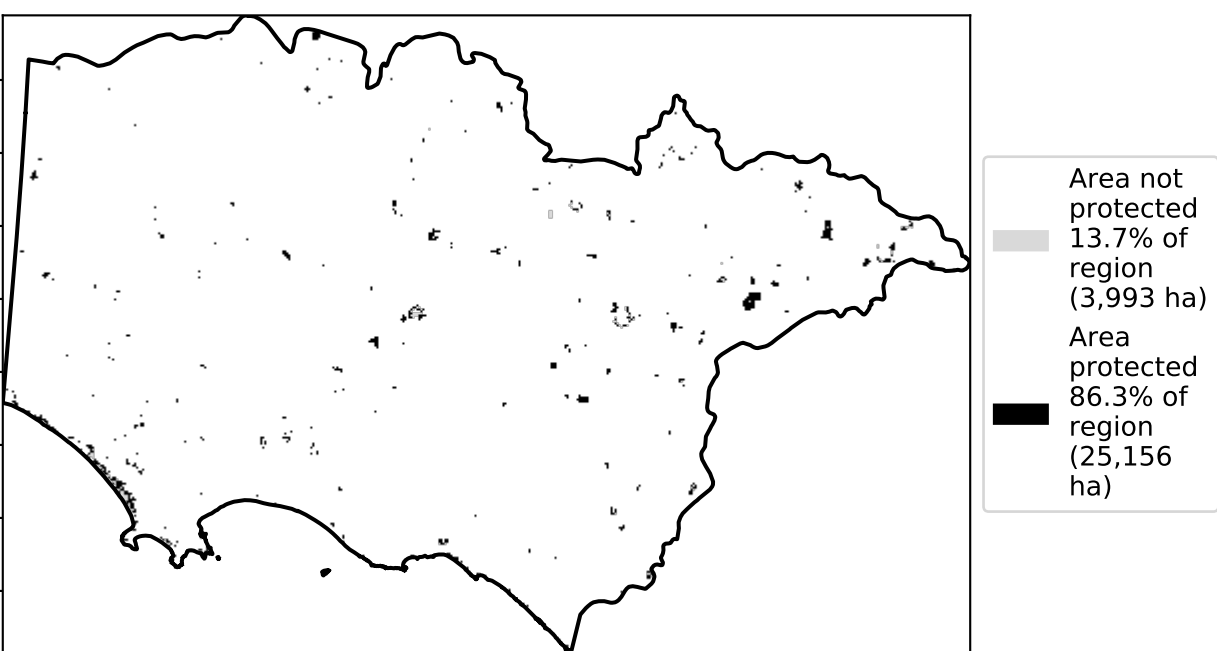 Area not
protected
13.7% of
region
(3,993 ha)
Area
protected
86.3% of
region
(25,156
ha)